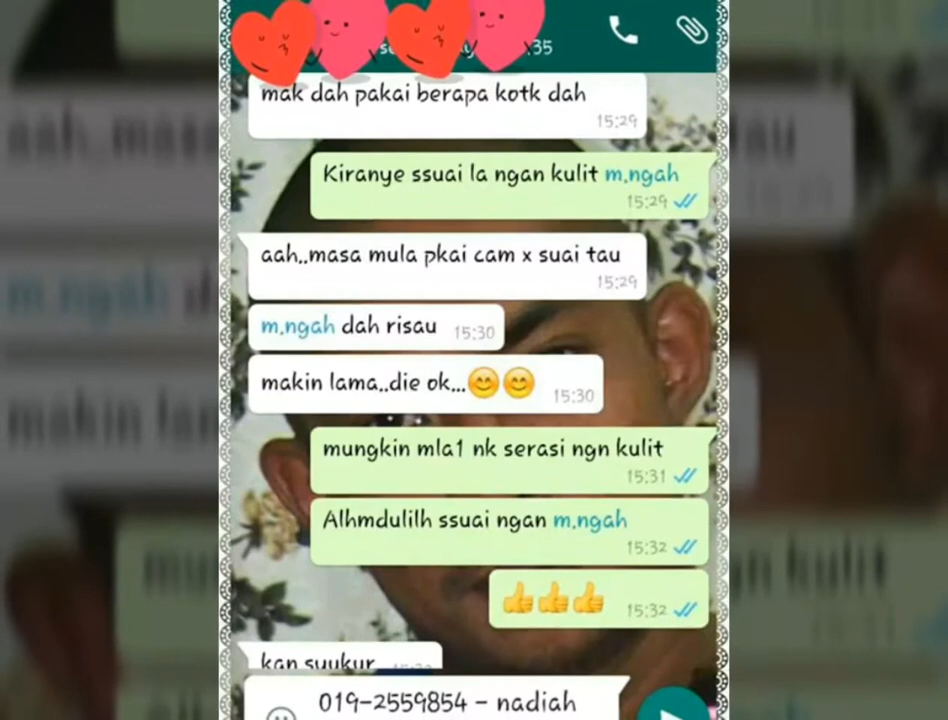 35
mak dah pakai berapa kotk dah
15:29
Kiranye ssuai la ngan kulit m.ngah
15:29
aah..masa mula pkai cam x suai tau
15:29
m.ngah dah risau 15:30
makin lama..die ok...😊😊 15:30
mungkin mla1 nk serasi ngn kulit
15:31
Alhmdulilh ssuai ngan m.ngah
15:32
👍👍👍 15:32
kan syukur
019-2559854 - nadiah